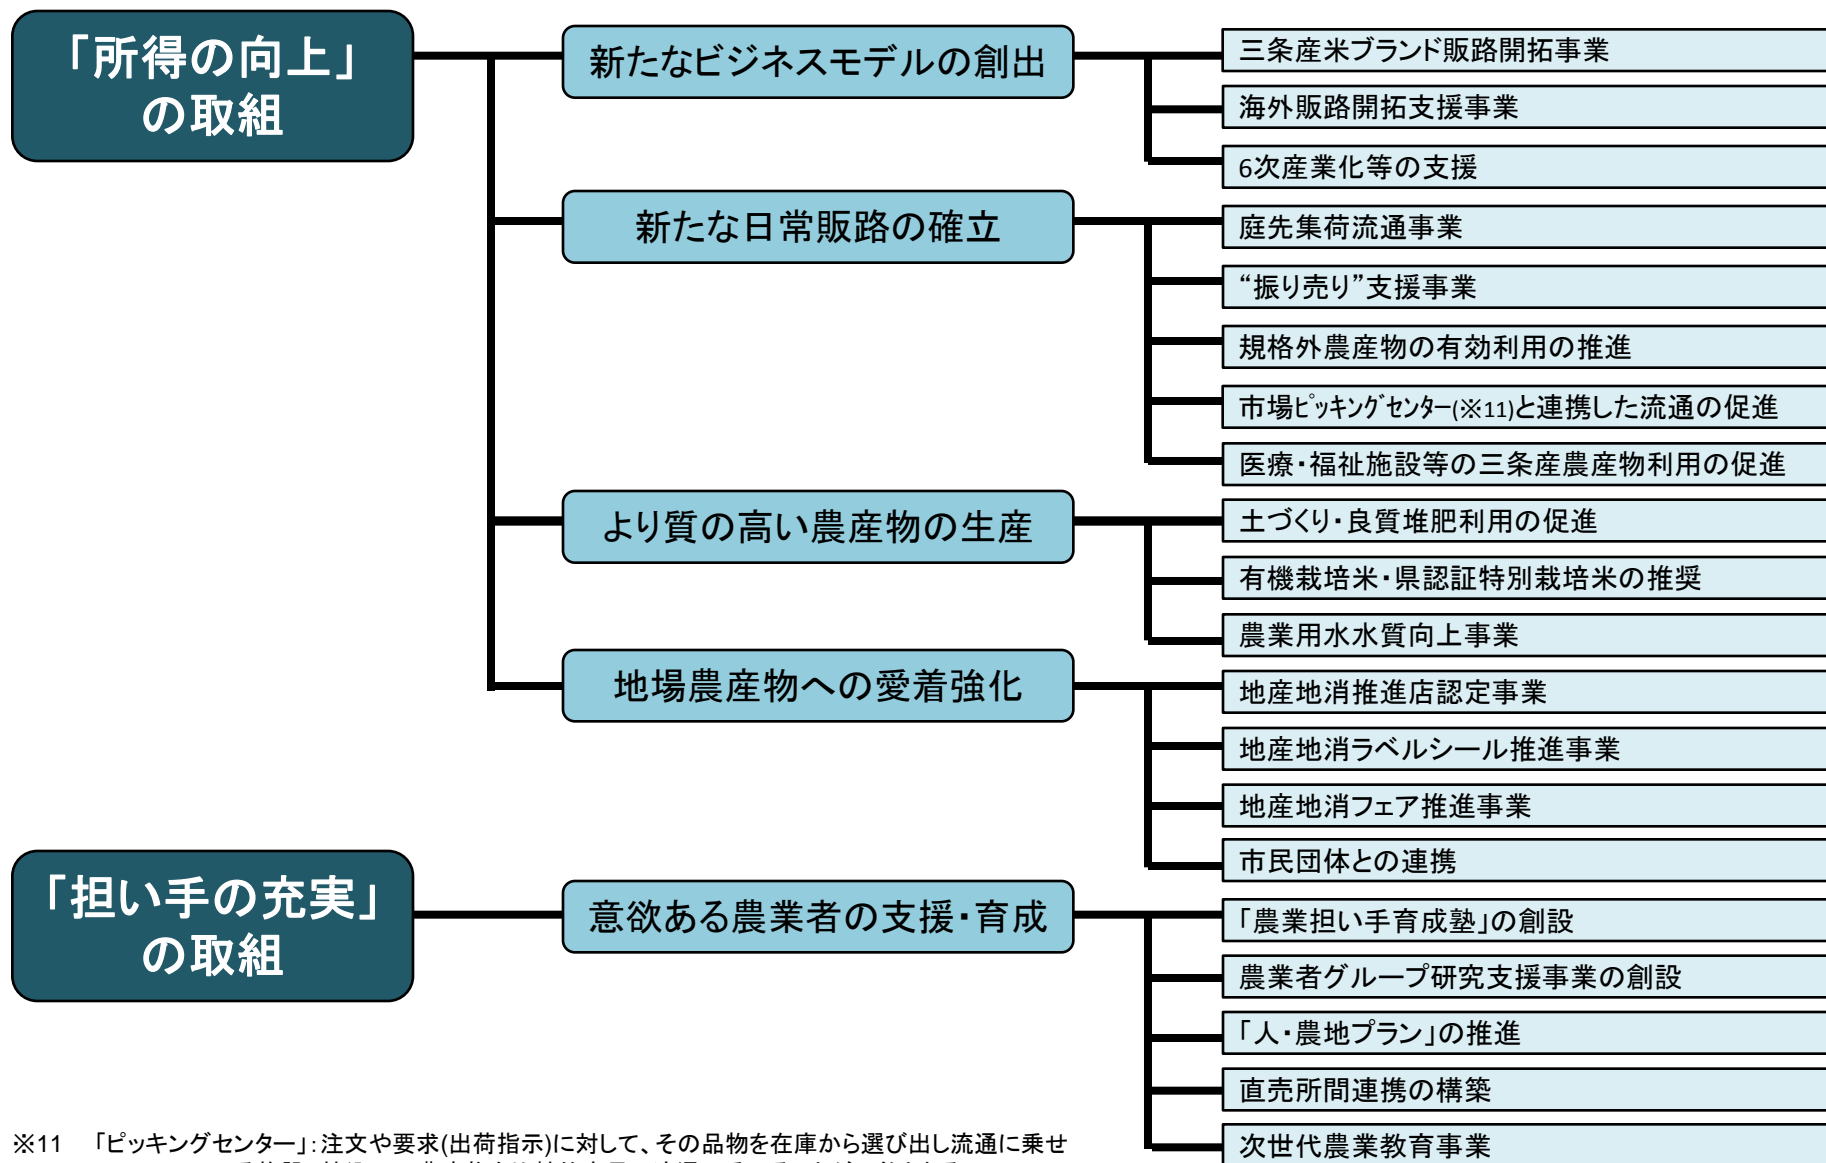 「所得の向上」
の取組
新たなビジネスモデルの創出
三条産米ブランド販路開拓事業
海外販路開拓支援事業
6次産業化等の支援
新たな日常販路の確立
庭先集荷流通事業
“振り売り”支援事業
規格外農産物の有効利用の推進
市場ピッキングセンター(※11)と連携した流通の促進
医療・福祉施設等の三条産農産物利用の促進
より質の高い農産物の生産
土づくり・良質堆肥利用の促進
有機栽培米・県認証特別栽培米の推奨
農業用水水質向上事業
地場農産物への愛着強化
地産地消推進店認定事業
地産地消ラベルシール推進事業
地産地消フェア推進事業
市民団体との連携
「担い手の充実」
の取組
意欲ある農業者の支援・育成
「農業担い手育成塾」の創設
農業者グループ研究支援事業の創設
「人・農地プラン」の推進
直売所間連携の構築
次世代農業教育事業
※11 「ピッキングセンター」：注文や要求(出荷指示)に対して、その品物を在庫から選び出し流通に乗せ